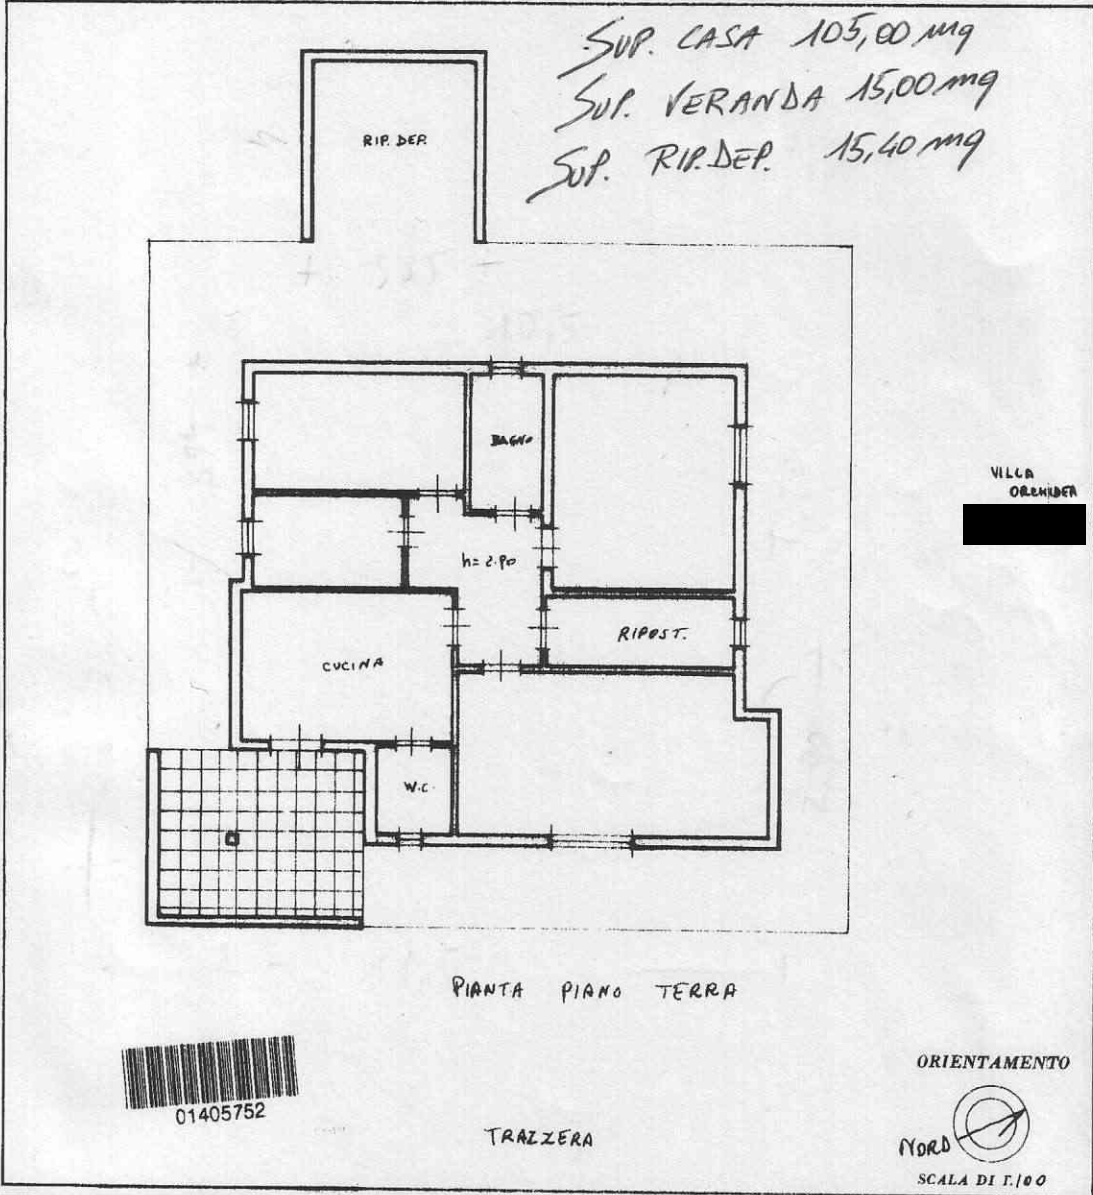 SUP. CASA 105,00 mq
SUP. VERANDA 15,00 mq
SUP. RIP. DEP. 15,40 mq
RIP. DEP.
BAGNO
VILLA
ORCHIDEA
h= 2.90
RIPOST.
CUCINA
W.C.
PIANTA PIANO TERRA
01405752
ORIENTAMENTO
TRAZZERA
NORD
SCALA DI 1:100